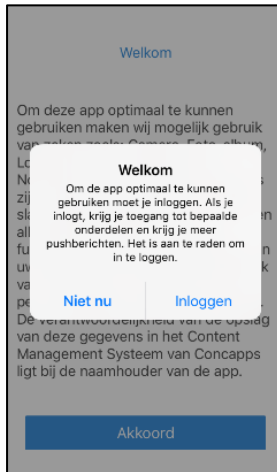 Welkom
Om deze app optimaal te kunnen
gebruiken maken wij mogelijk gebruik
Welkom
Om de app optimaal te kunnen
gebruiken moet je inloggen. Als je
inlogt, krijg je toegang tot bepaalde
onderdelen en krijg je meer
pushberichten. Het is aan te raden om
in te loggen.
Niet nu
Inloggen
De verantwoordelijkheid van de opslag
van deze gegevens in het Content
Management Systeem van Concapps
ligt bij de naamhouder van de app.
Akkoord